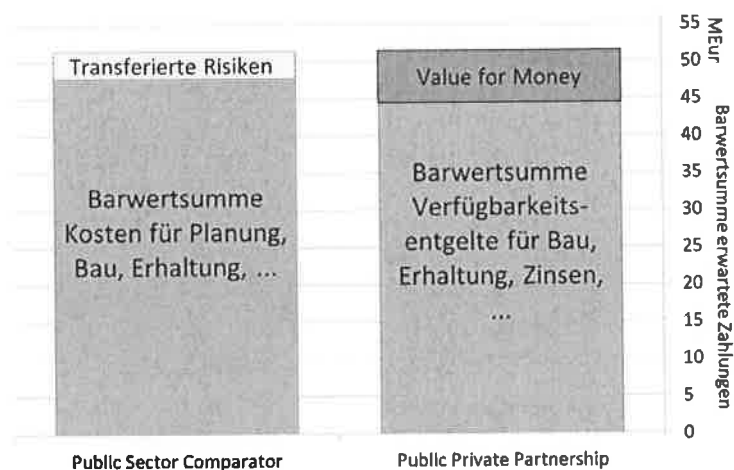 Transferierte Risiken
Barwertsumme
Kosten für Planung,
Bau, Erhaltung, ...
Public Sector Comparator
Value for Money
Barwertsumme
Verfügbarkeits-
entgelte für Bau,
Erhaltung, Zinsen,
...
Public Private Partnership
55
50
45
40
35
30
25
20
15
10
5
0
MEur
Barwertsumme erwartete Zahlungen